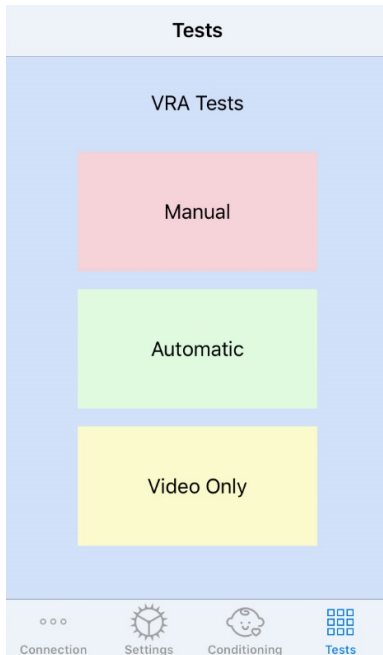 Tests
VRA Tests
Manual
Automatic
Video Only
Connection Settings Conditioning Tests